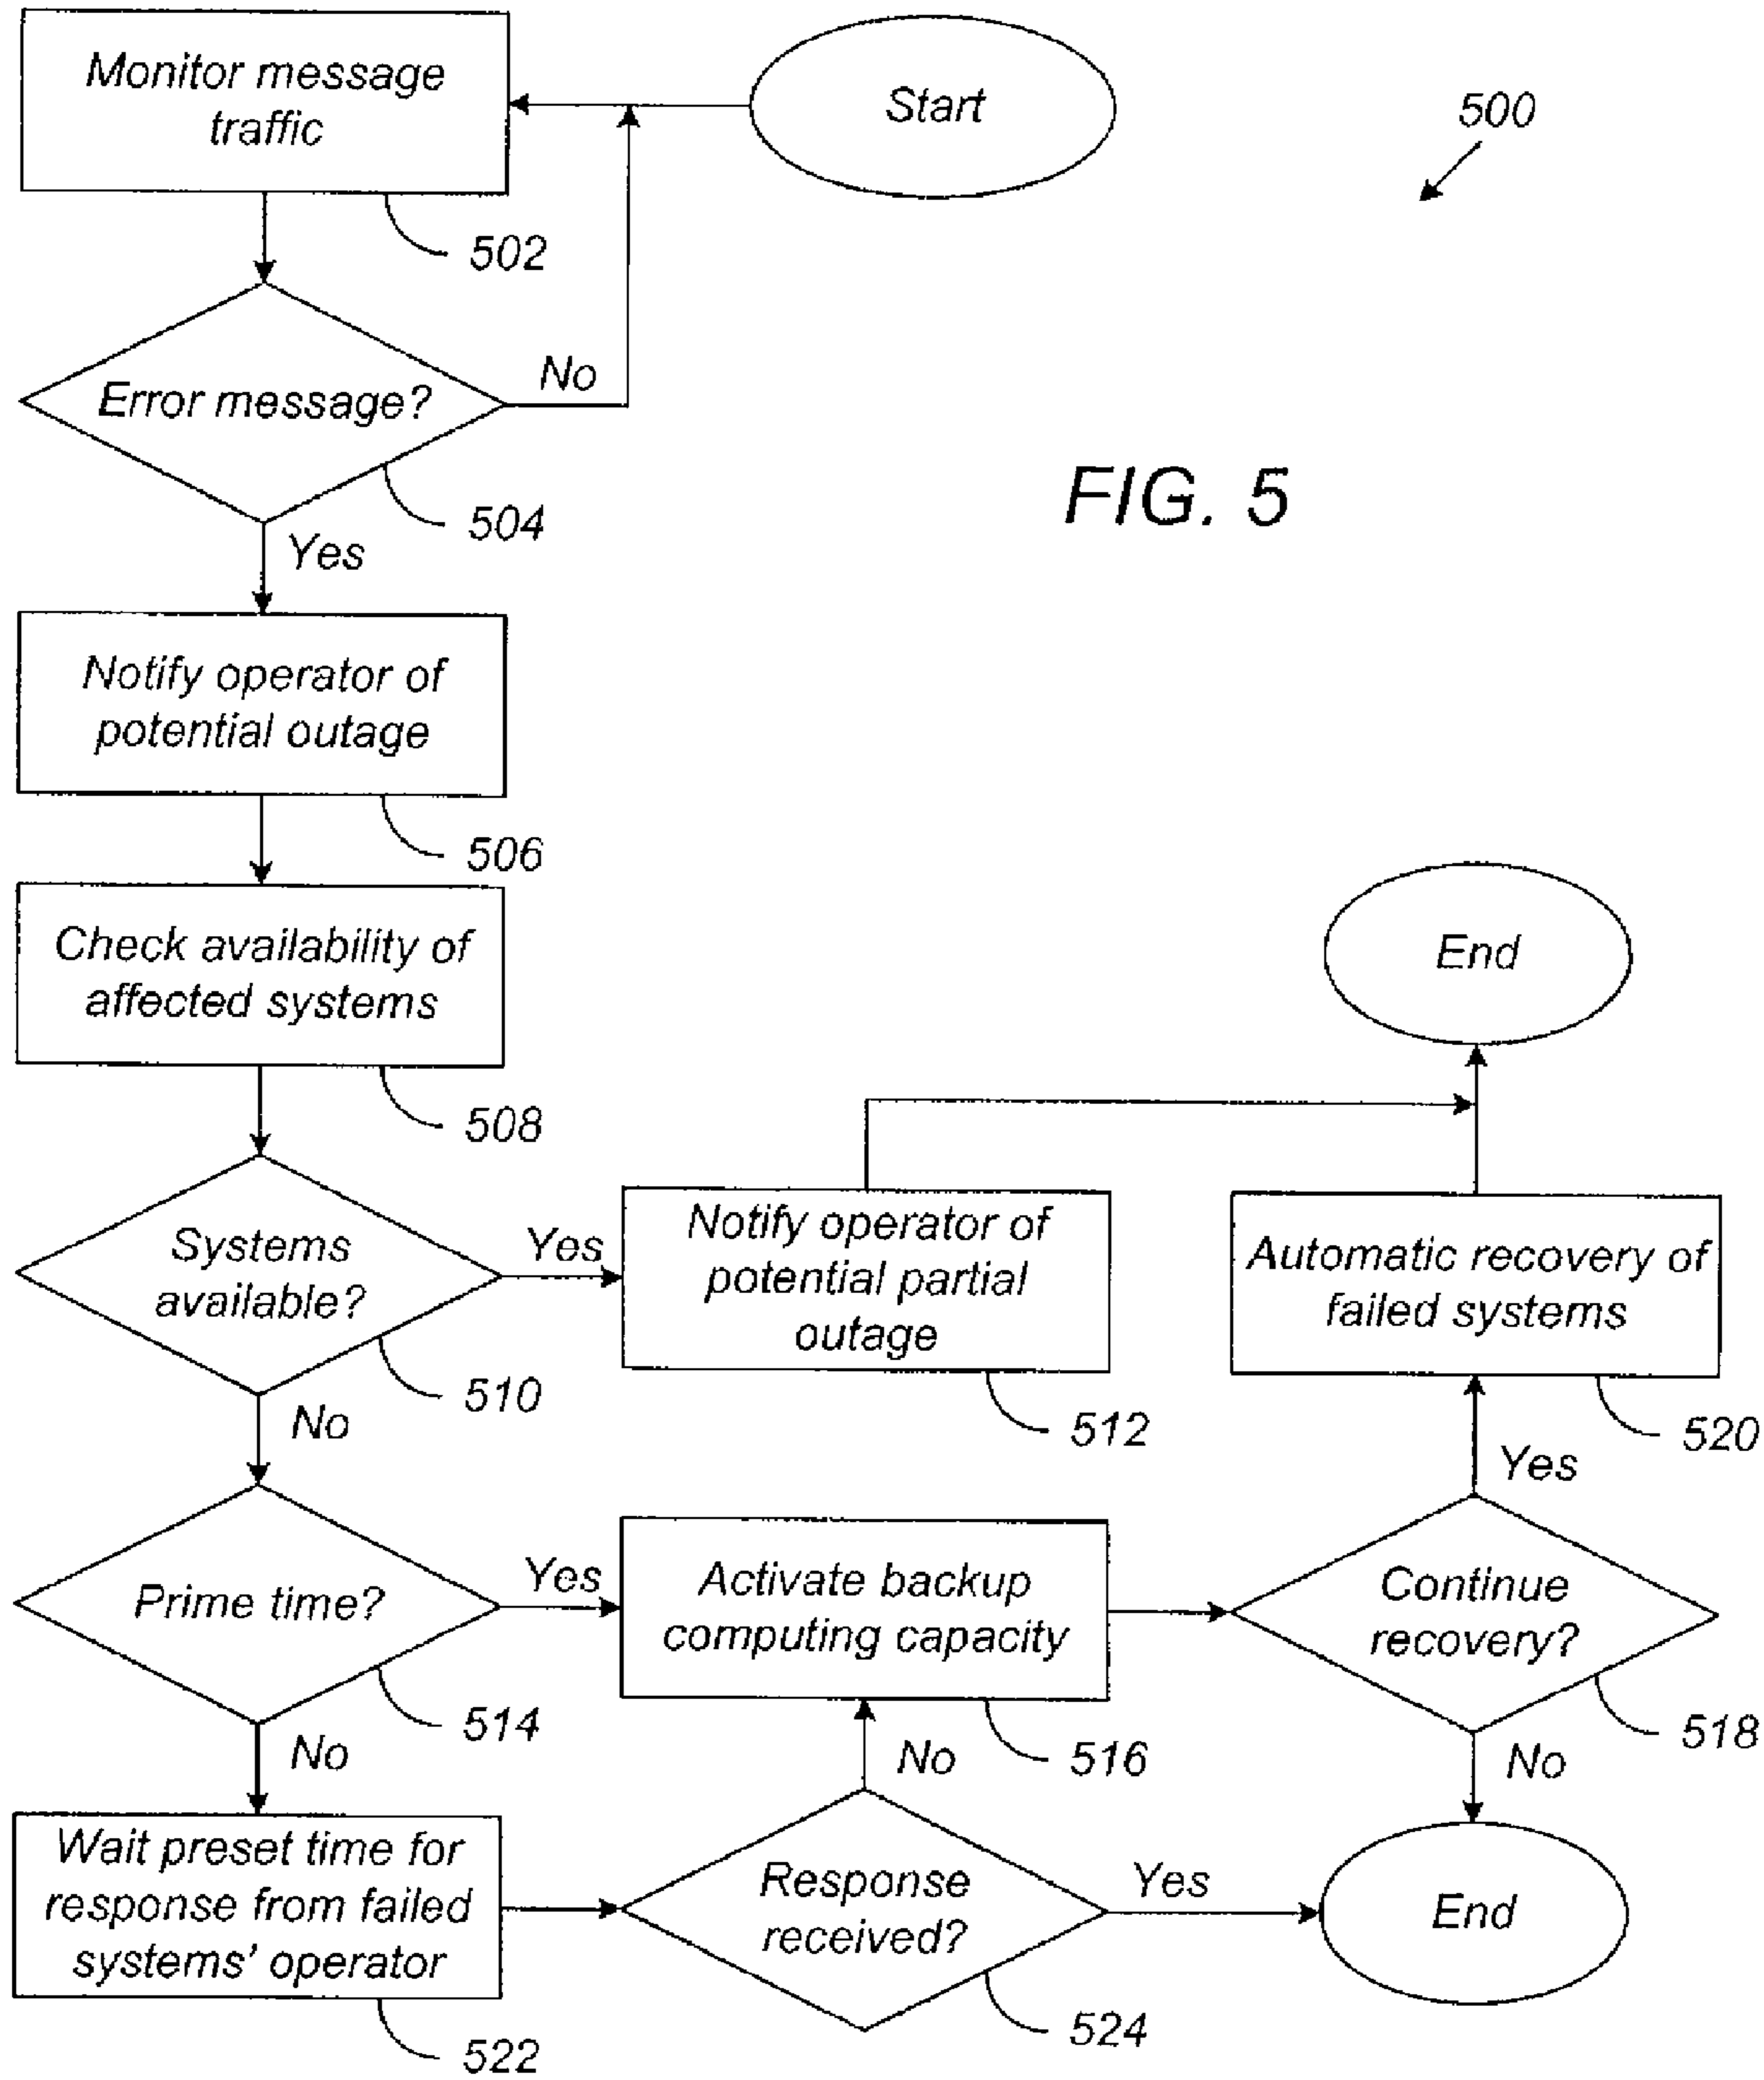 Monitor message
traffic
Start
500
502
Error message?
No
504
FIG. 5
Yes
Notify operator of
potential outage
506
Check availability of
affected systems
End
508
Systems
available?
Yes
Notify operator of
potential partial
outage
Automatic recovery of
failed systems
510
No
512
520
Yes
Prime time?
Yes
Activate backup
computing capacity
Continue
recovery?
514
No
516
No
518
No
Wait preset time for
response from failed
systems' operator
Response
received?
Yes
End
522
524